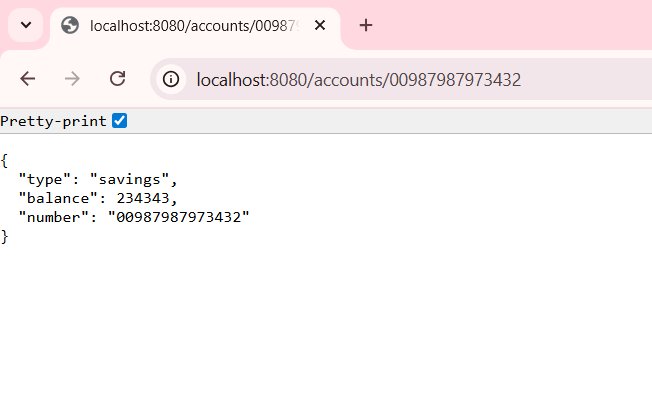 localhost:8080/accounts/00987
localhost:8080/accounts/00987987973432
Pretty-print
{
"type": "savings",
"balance": 234343,
"number": "00987987973432"
}